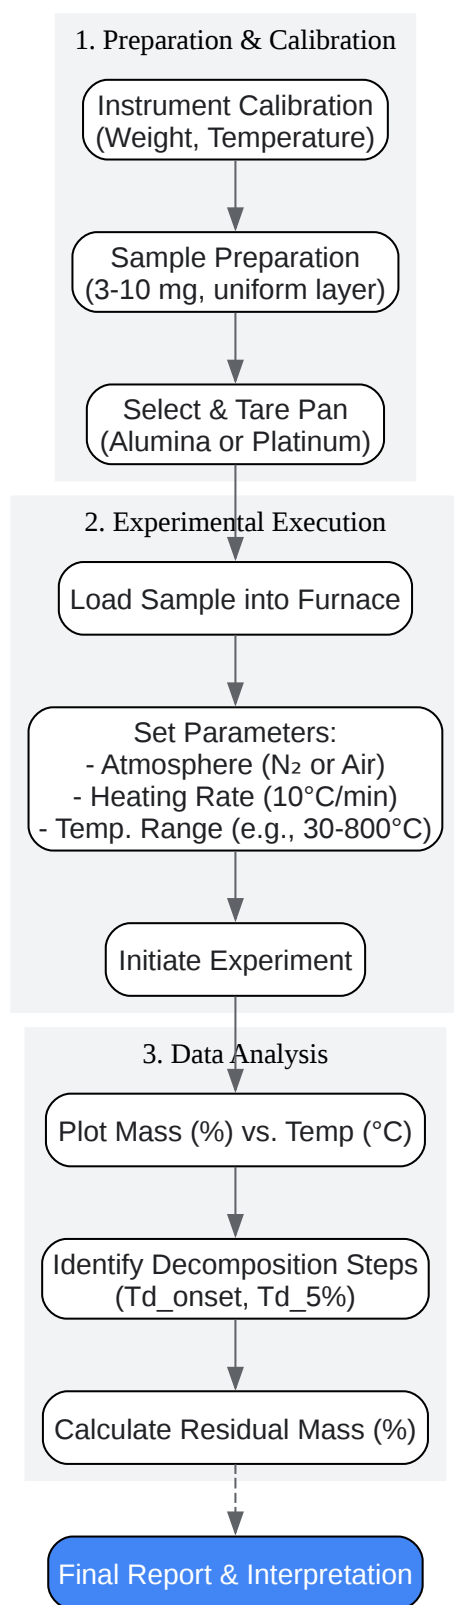 1. Preparation & Calibration
Instrument Calibration
(Weight, Temperature)
Sample Preparation
(3-10 mg, uniform layer)
Select & Tare Pan
(Alumina or Platinum)
2. Experimental Execution
Load Sample into Furnace
Set Parameters:
- Atmosphere (N₂ or Air)
- Heating Rate (10°C/min)
- Temp. Range (e.g., 30-800°C)
Initiate Experiment
3. Data Analysis
Plot Mass (%) vs. Temp (°C)
Identify Decomposition Steps
(Td_onset, Td_5%)
Calculate Residual Mass (%)
Final Report & Interpretation